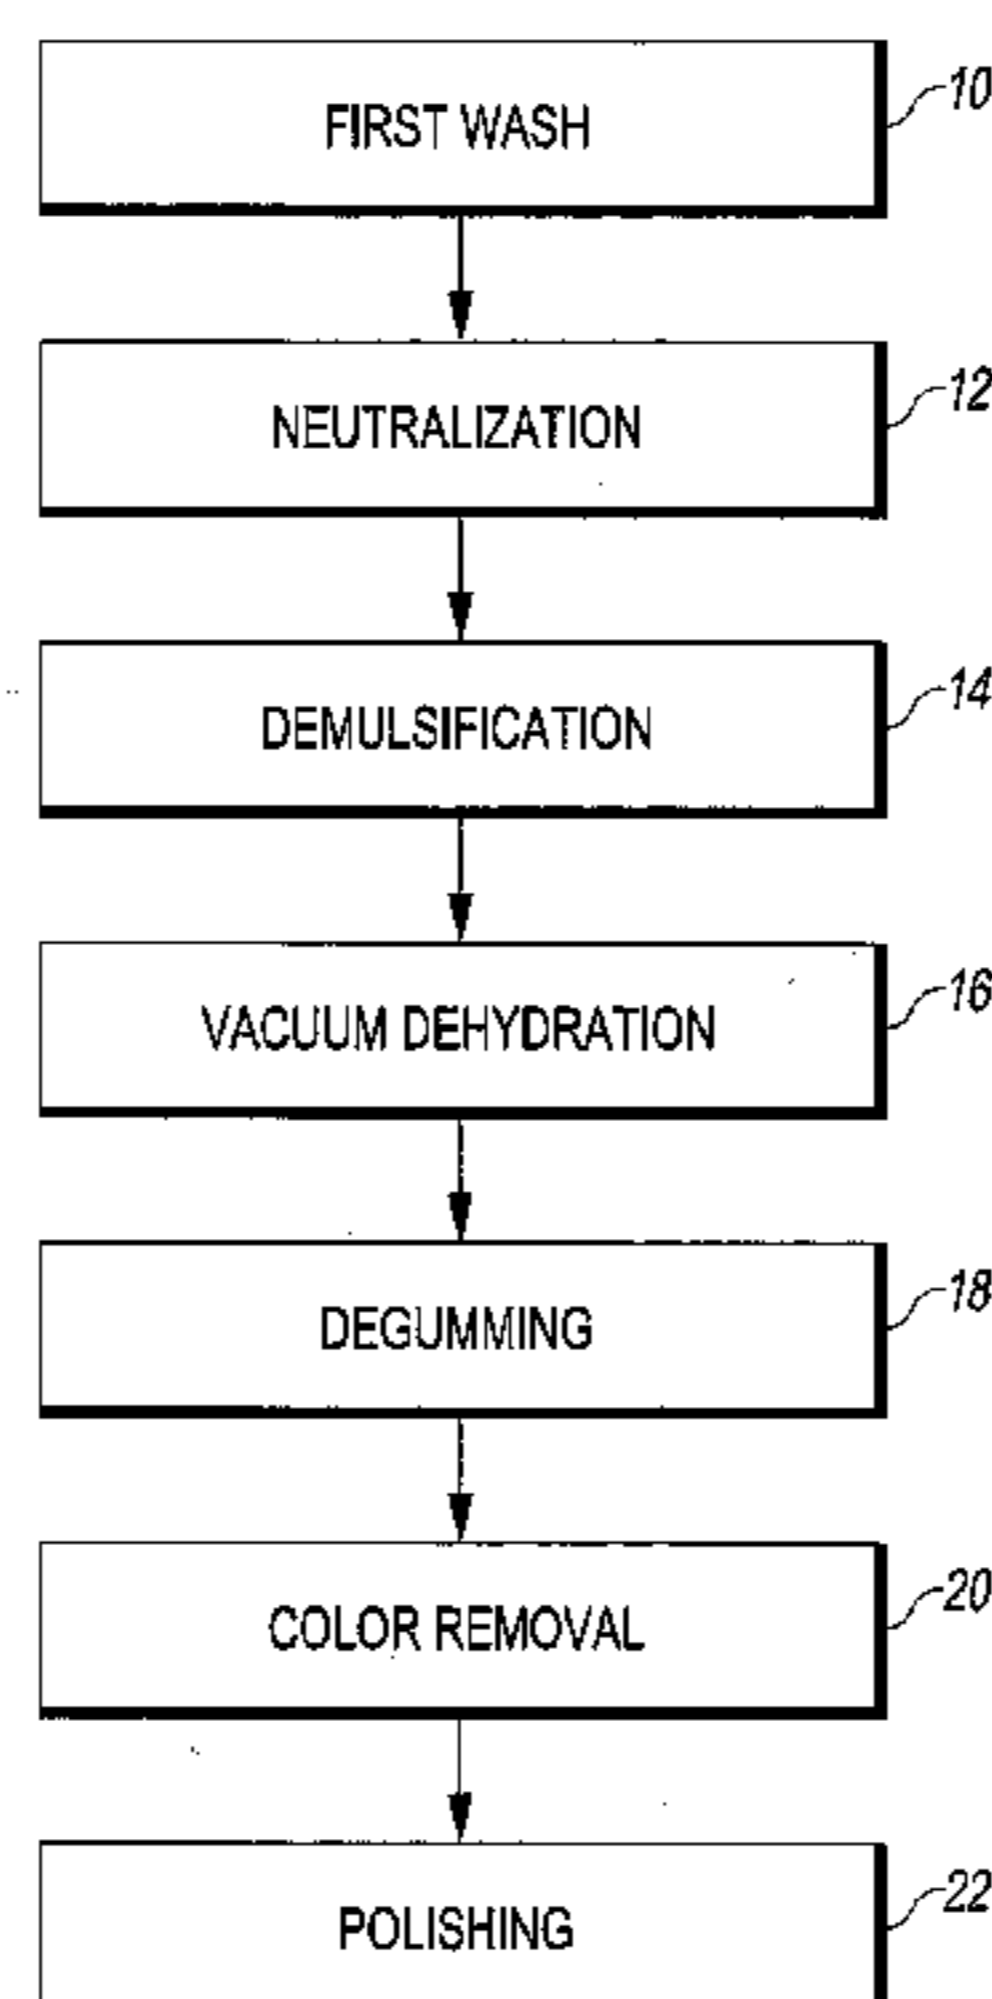 FIRST WASH
10
NEUTRALIZATION
12
DEMULSIFICATION
14
VACUUM DEHYDRATION
16
DEGUMMING
18
COLOR REMOVAL
20
POLISHING
22